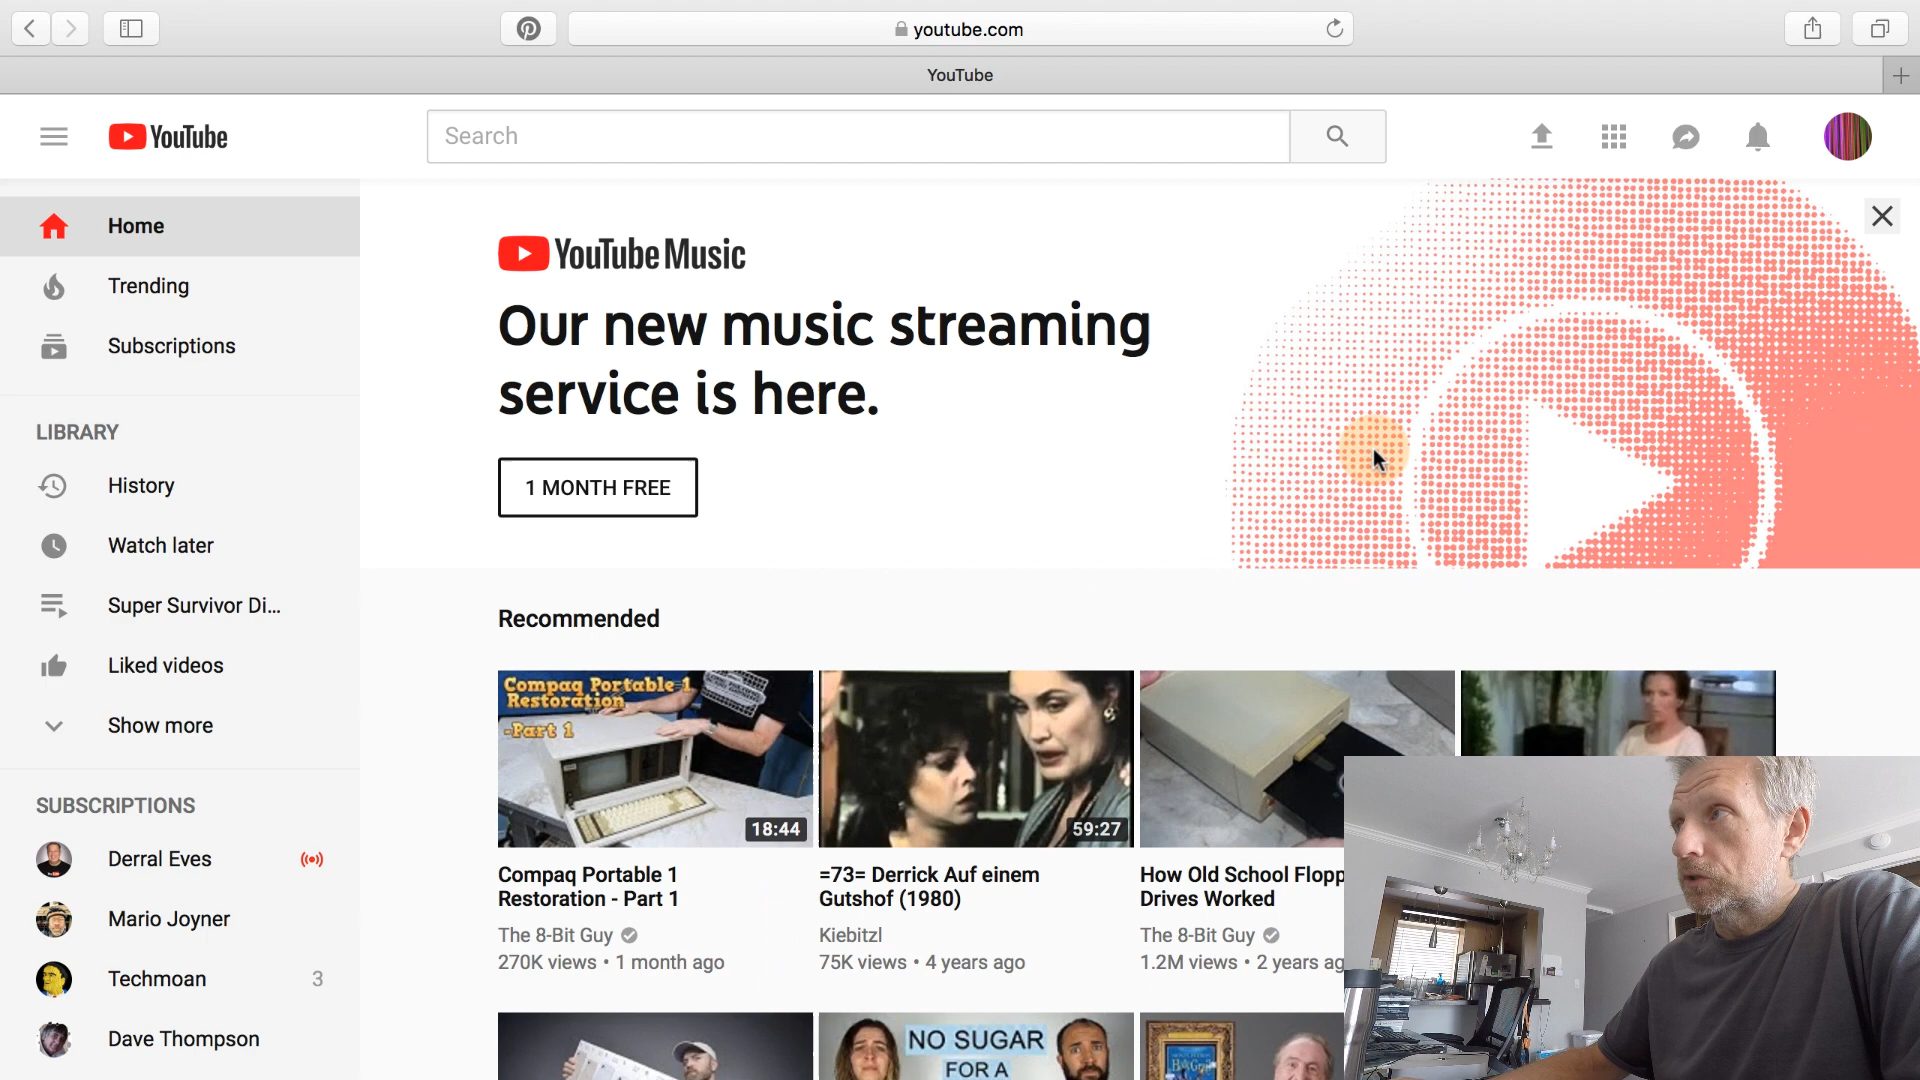 youtube.com
YouTube
YouTube
Search
Home
Trending
Subscriptions
LIBRARY
History
Watch later
Super Survivor Di...
Liked videos
Show more
SUBSCRIPTIONS
Derral Eves
Mario Joyner
Techmoan 3
Dave Thompson
YouTube Music
Our new music streaming
service is here.
1 MONTH FREE
Recommended
Compaq Portable 1
Restoration
-Part 1
18:44
Compaq Portable 1
Restoration - Part 1
The 8-Bit Guy
270K views • 1 month ago
59:27
=73= Derrick Auf einem
Gutshof (1980)
Kiebitzl
75K views • 4 years ago
How Old School Flopp
Drives Worked
The 8-Bit Guy
1.2M views • 2 years ag
NO SUGAR
FOR A